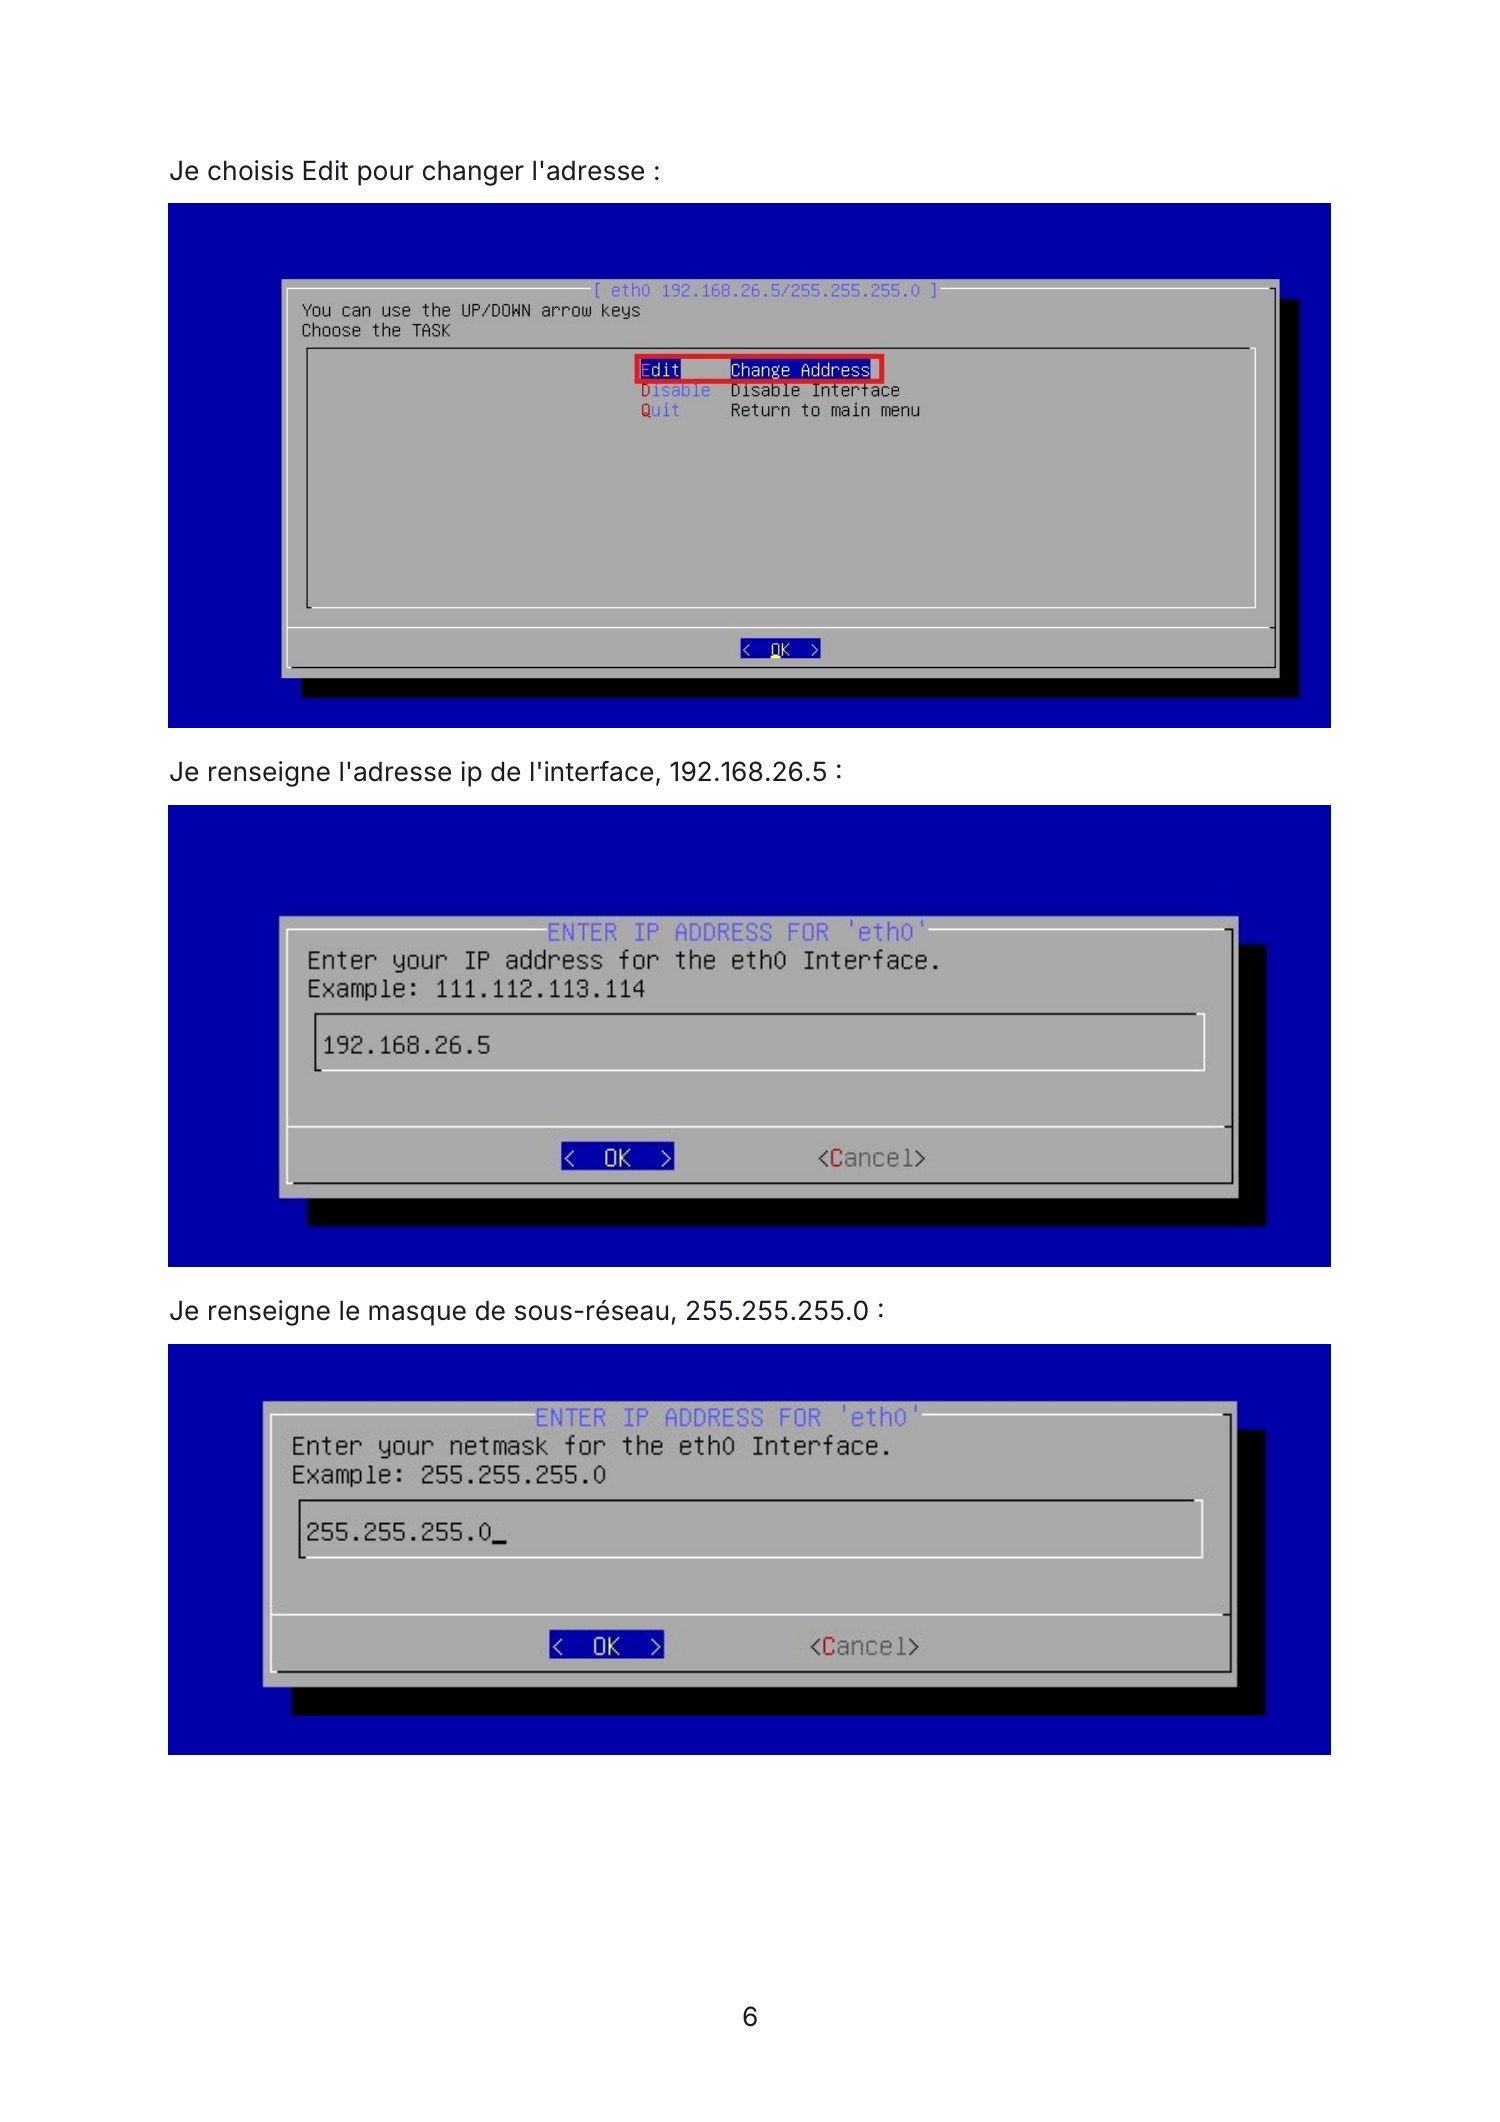 Je choisis Edit pour changer l'adresse :
[ eth0 192.168.26.5/255.255.255.0 ]
You can use the UP/DOWN arrow keys
Choose the TASK
Edit Change Address
Disable Disable Interface
Quit Return to main menu
< OK >
Je renseigne l'adresse ip de l'interface, 192.168.26.5 :
ENTER IP ADDRESS FOR 'eth0'
Enter your IP address for the eth0 Interface.
Example: 111.112.113.114
192.168.26.5
< OK > <Cancel>
Je renseigne le masque de sous-réseau, 255.255.255.0 :
ENTER IP ADDRESS FOR 'eth0'
Enter your netmask for the eth0 Interface.
Example: 255.255.255.0
255.255.255.0_
< OK > <Cancel>
6